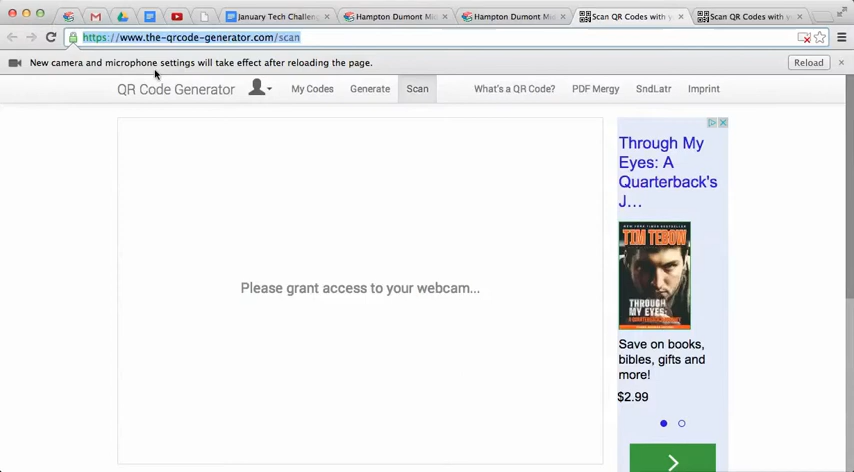 January Tech Challeng
Hampton Dumont Mi
Hampton Dumont Mi
Scan QR Codes with y
Scan QR Codes with yo
https://www.the-qrcode-generator.com/scan
New camera and microphone settings will take effect after reloading the page.
Reload
QR Code Generator
My Codes
Generate
Scan
What's a QR Code?
PDF Mergy
SndLatr
Imprint
Please grant access to your webcam...
Through My
Eyes: A
Quarterback's
J...
TIM TEBOW
THROUGH
MY EYES:
Save on books,
bibles, gifts and
more!
$2.99